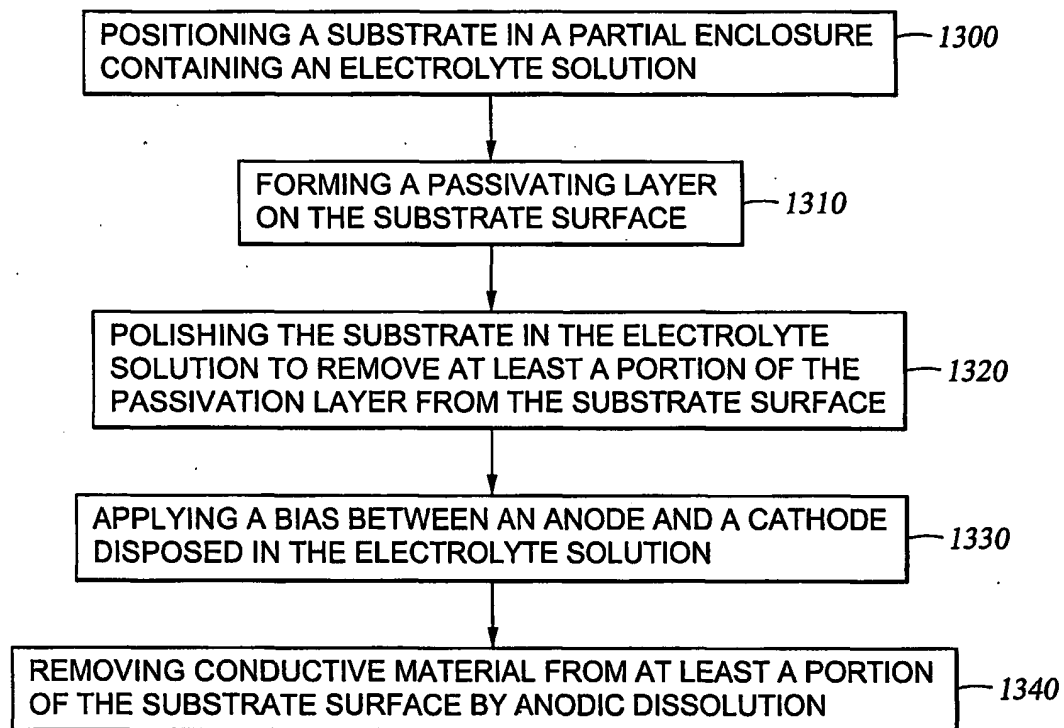 POSITIONING A SUBSTRATE IN A PARTIAL ENCLOSURE
CONTAINING AN ELECTROLYTE SOLUTION
1300
FORMING A PASSIVATING LAYER
ON THE SUBSTRATE SURFACE
1310
POLISHING THE SUBSTRATE IN THE ELECTROLYTE
SOLUTION TO REMOVE AT LEAST A PORTION OF THE
PASSIVATION LAYER FROM THE SUBSTRATE SURFACE
1320
APPLYING A BIAS BETWEEN AN ANODE AND A CATHODE
DISPOSED IN THE ELECTROLYTE SOLUTION
1330
REMOVING CONDUCTIVE MATERIAL FROM AT LEAST A PORTION
OF THE SUBSTRATE SURFACE BY ANODIC DISSOLUTION
1340